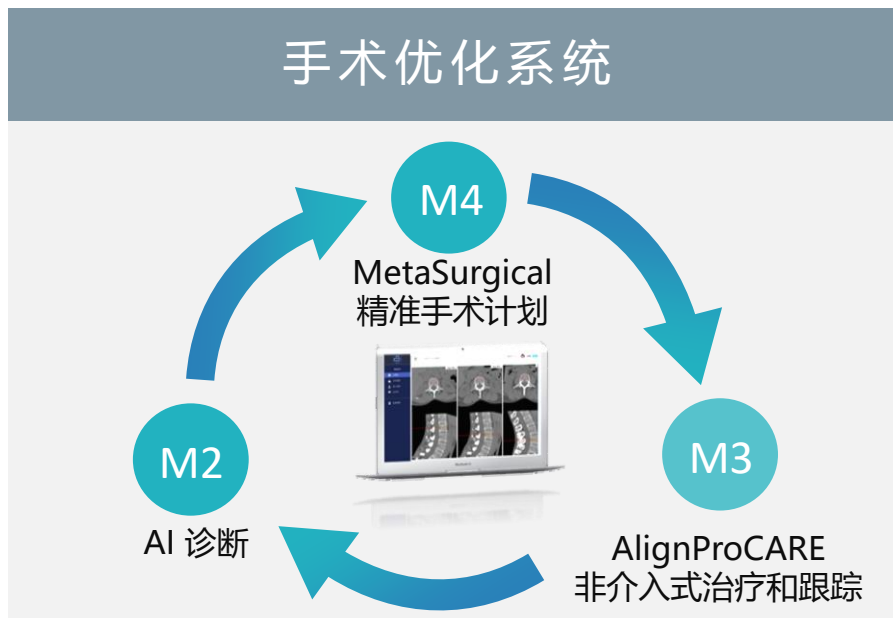 手术优化系统
M4
MetaSurgical
精准手术计划
M2
AI 诊断
M3
AlignProCARE
非介入式治疗和跟踪